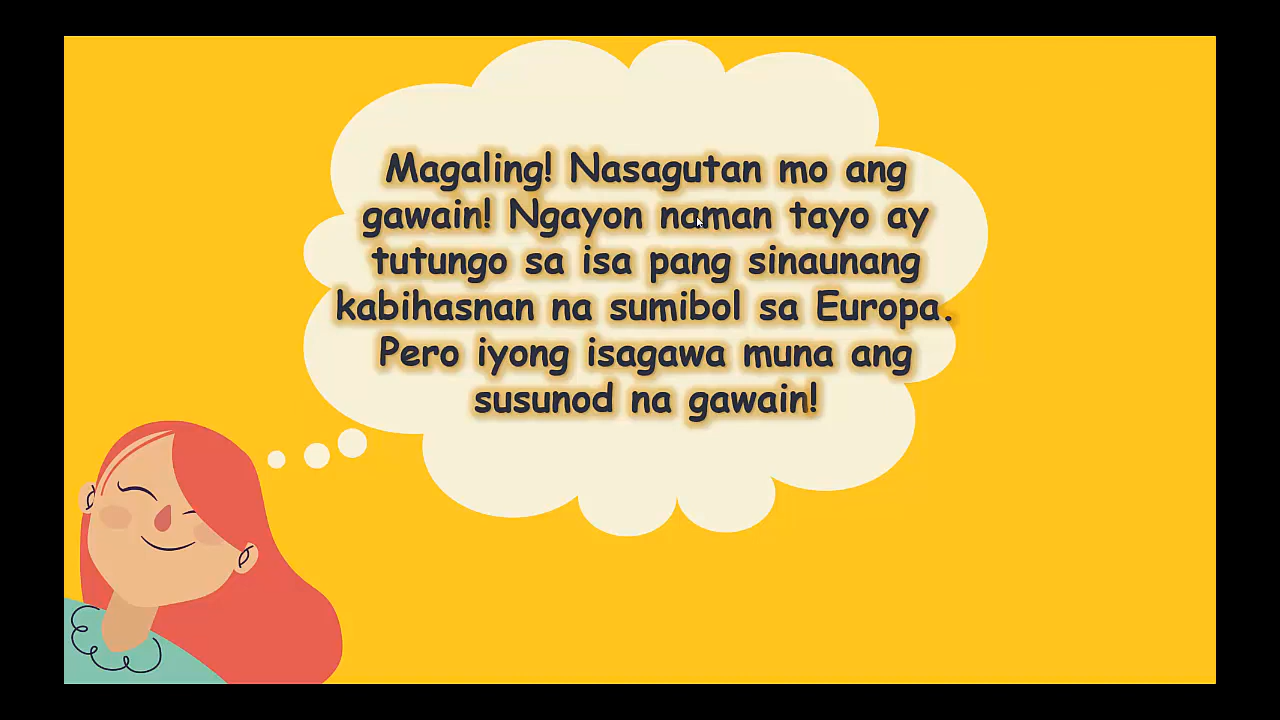 Magaling! Nasagutan mo ang
gawain! Ngayon naman tayo ay
tutungo sa isa pang sinaunang
kabihasnan na sumibol sa Europa.
Pero iyong isagawa muna ang
susunod na gawain!